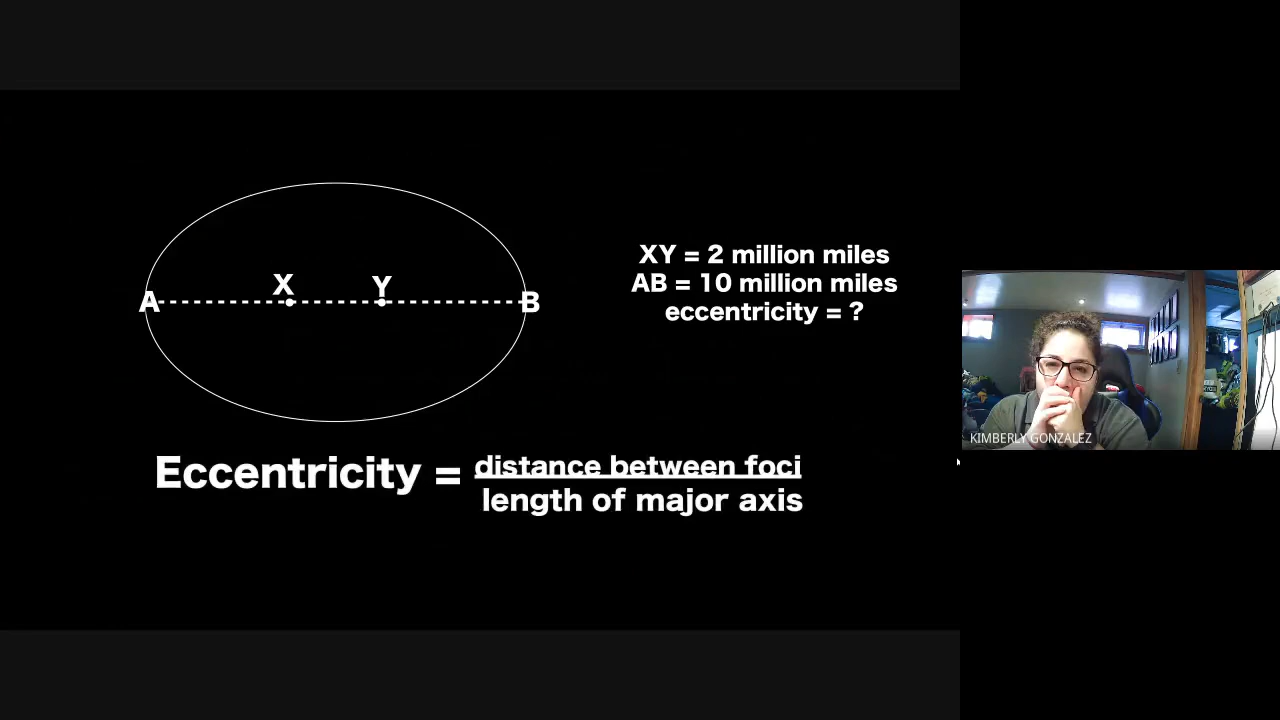 X
Y
A
B
XY = 2 million miles
AB = 10 million miles
eccentricity = ?
Eccentricity = distance between foci
length of major axis
KIMBERLY GONZALEZ